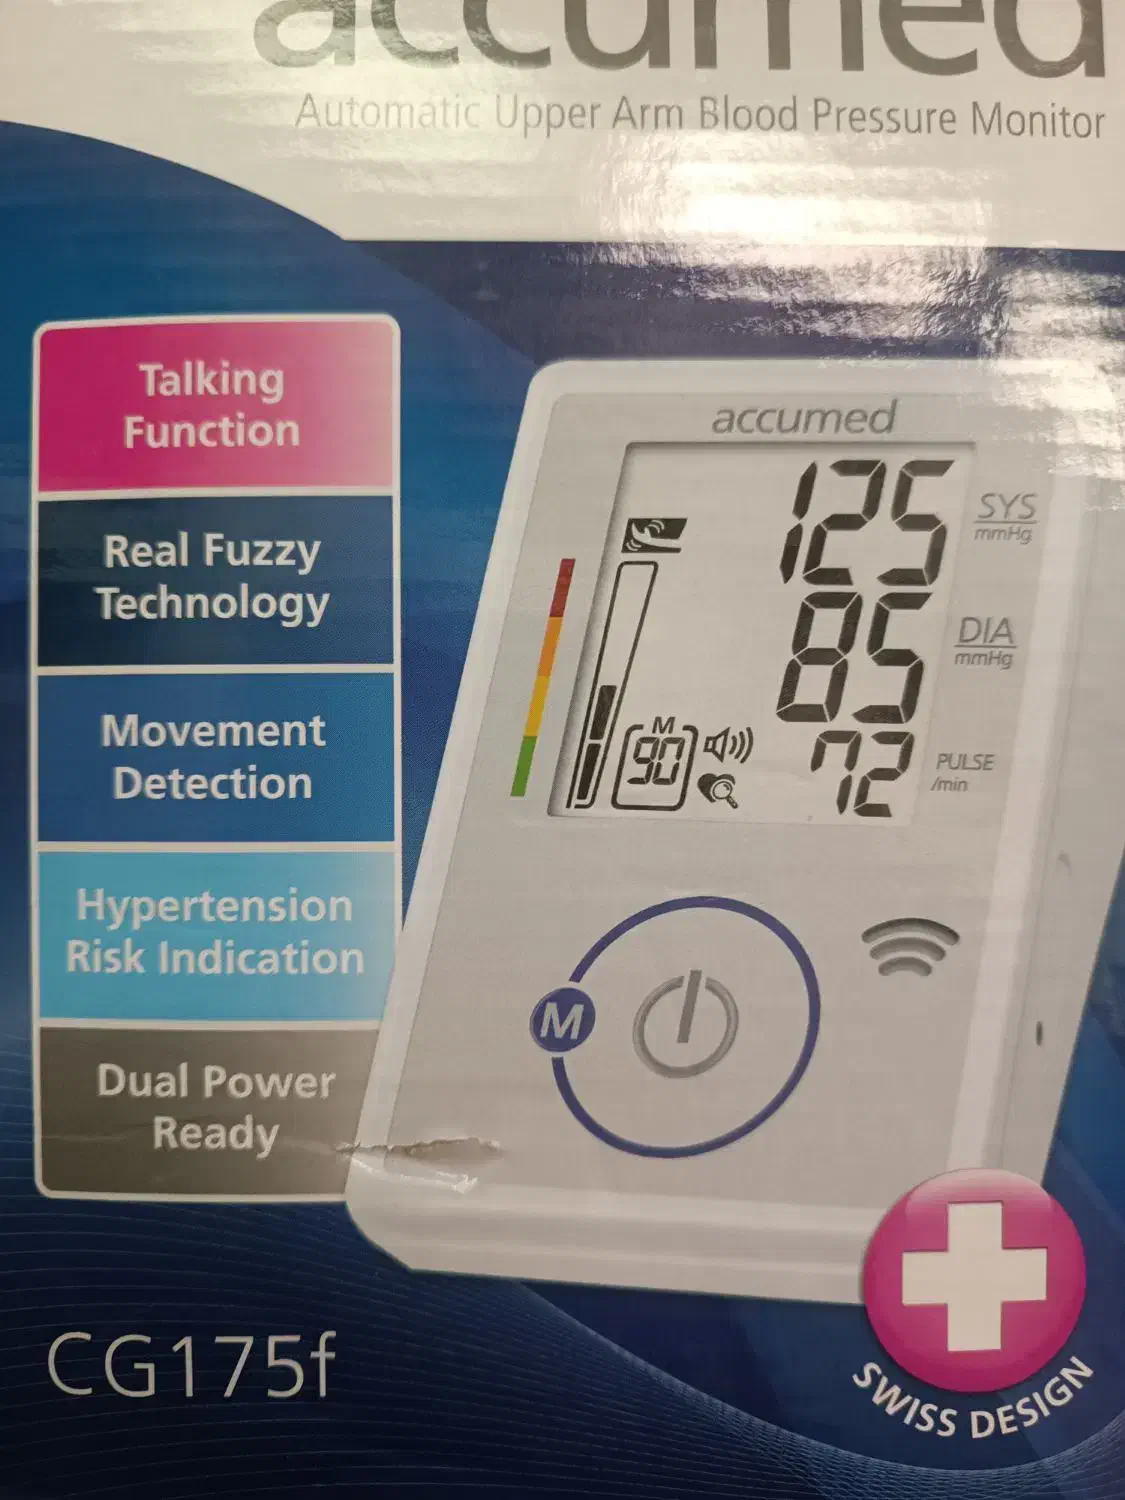 accumed
Automatic Upper Arm Blood Pressure Monitor
Talking
Function
Real Fuzzy
Technology
Movement
Detection
Hypertension
Risk Indication
Dual Power
Ready
accumed
125
SYS
mmHg
85
DIA
mmHg
M
90
72
PULSE
/min
M
CG175f
SWISS DESIGN